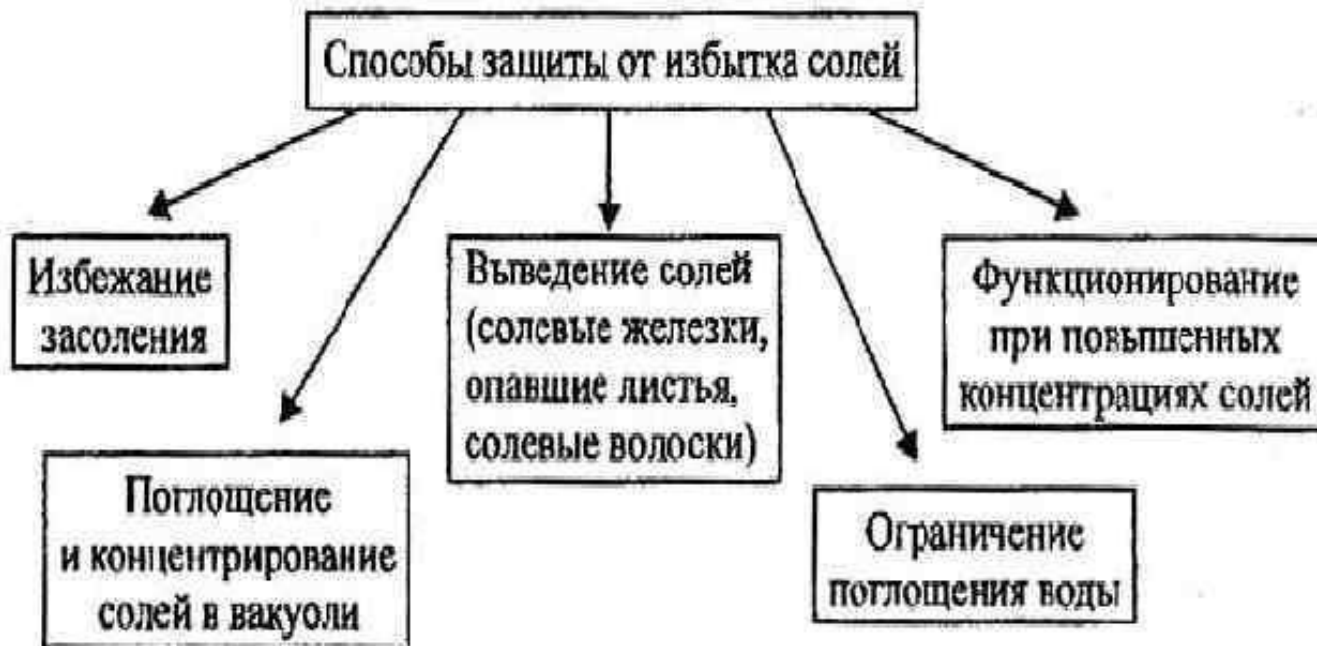 Способы защиты от избытка солей
Избежание
засоления
Поглощение
и концентрирование
солей в вакуоли
Выведение солей
(солевые железки,
опавшие листья,
солевые волоски)
Ограничение
поглощения воды
Функционирование
при повышенных
концентрациях солей